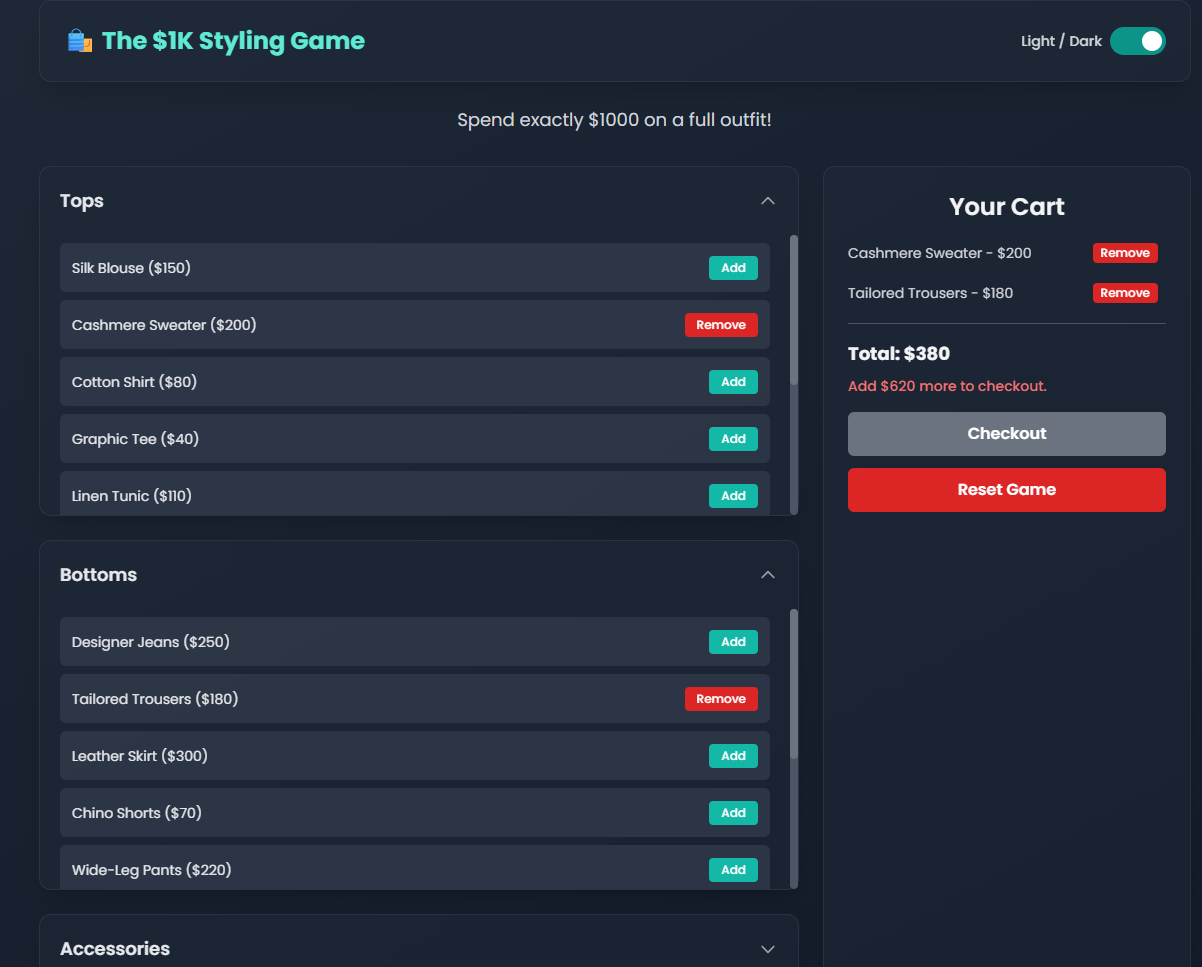 The $1K Styling Game
Light / Dark
Spend exactly $1000 on a full outfit!
Tops
Silk Blouse ($150) Add
Cashmere Sweater ($200) Remove
Cotton Shirt ($80) Add
Graphic Tee ($40) Add
Linen Tunic ($110) Add
Bottoms
Designer Jeans ($250) Add
Tailored Trousers ($180) Remove
Leather Skirt ($300) Add
Chino Shorts ($70) Add
Wide-Leg Pants ($220) Add
Accessories
Your Cart
Cashmere Sweater - $200 Remove
Tailored Trousers - $180 Remove
Total: $380
Add $620 more to checkout.
Checkout
Reset Game